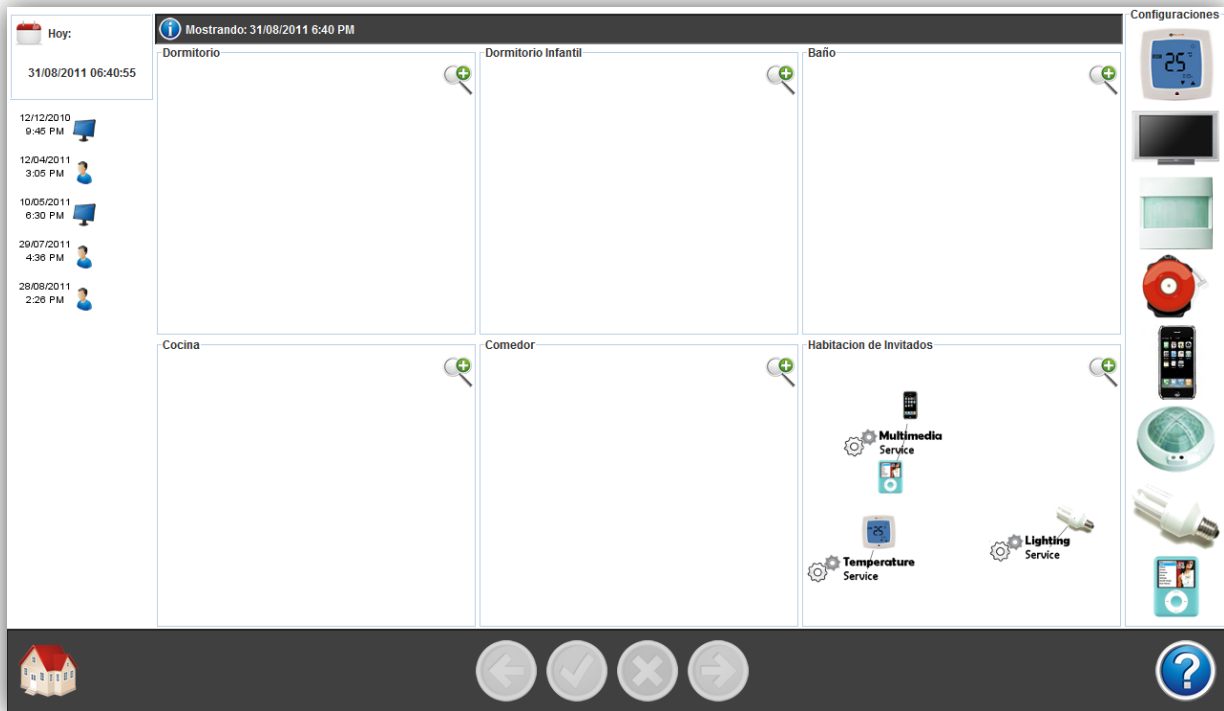 Hoy:
31/08/2011 06:40:55
12/12/2010
9:45 PM
12/04/2011
3:05 PM
10/05/2011
6:30 PM
29/07/2011
4:36 PM
28/08/2011
2:26 PM
Mostrando: 31/08/2011 6:40 PM
Dormitorio
Dormitorio Infantil
Baño
Cocina
Comedor
Habitacion de Invitados
Multimedia
Service
Temperature
Service
Lighting
Service
Configuraciones
25